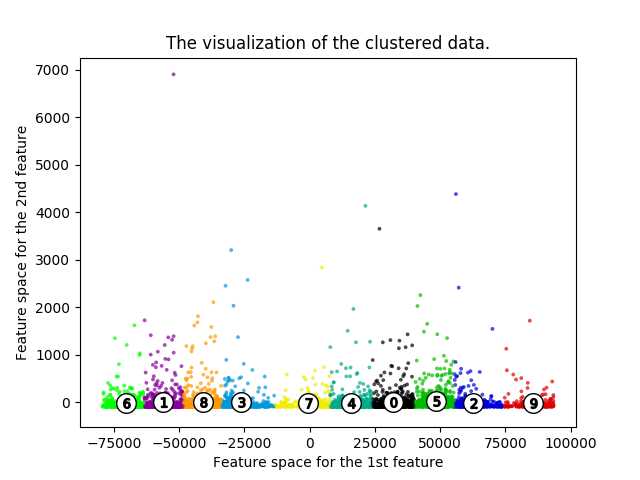 The visualization of the clustered data.
Feature space for the 2nd feature
7000
6000
5000
4000
3000
2000
1000
0
6 1 8 3 7 4 0 5 2 9
−75000 −50000 −25000 0 25000 50000 75000 100000
Feature space for the 1st feature